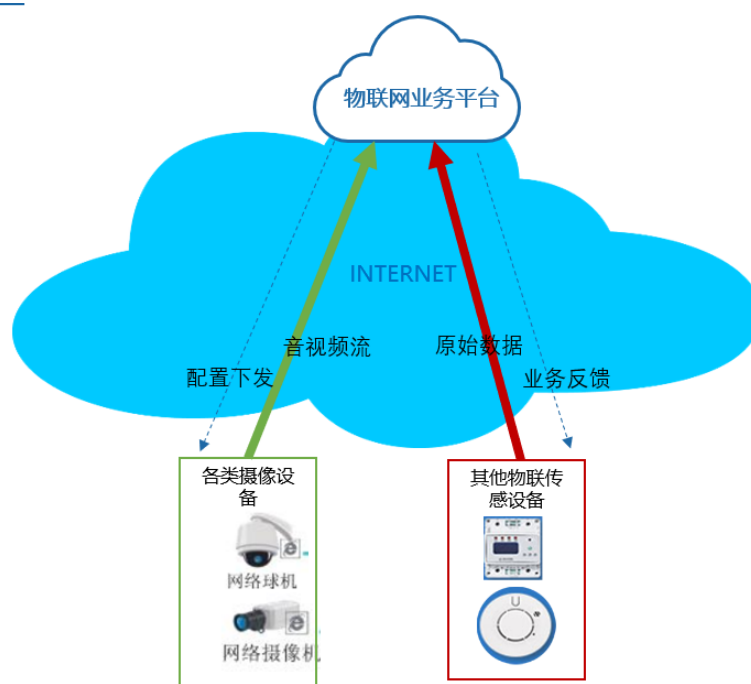 物联网业务平台
INTERNET
音视频流
原始数据
配置下发
业务反馈
各类摄像设
备
网络球机
网络摄像机
其他物联传
感设备